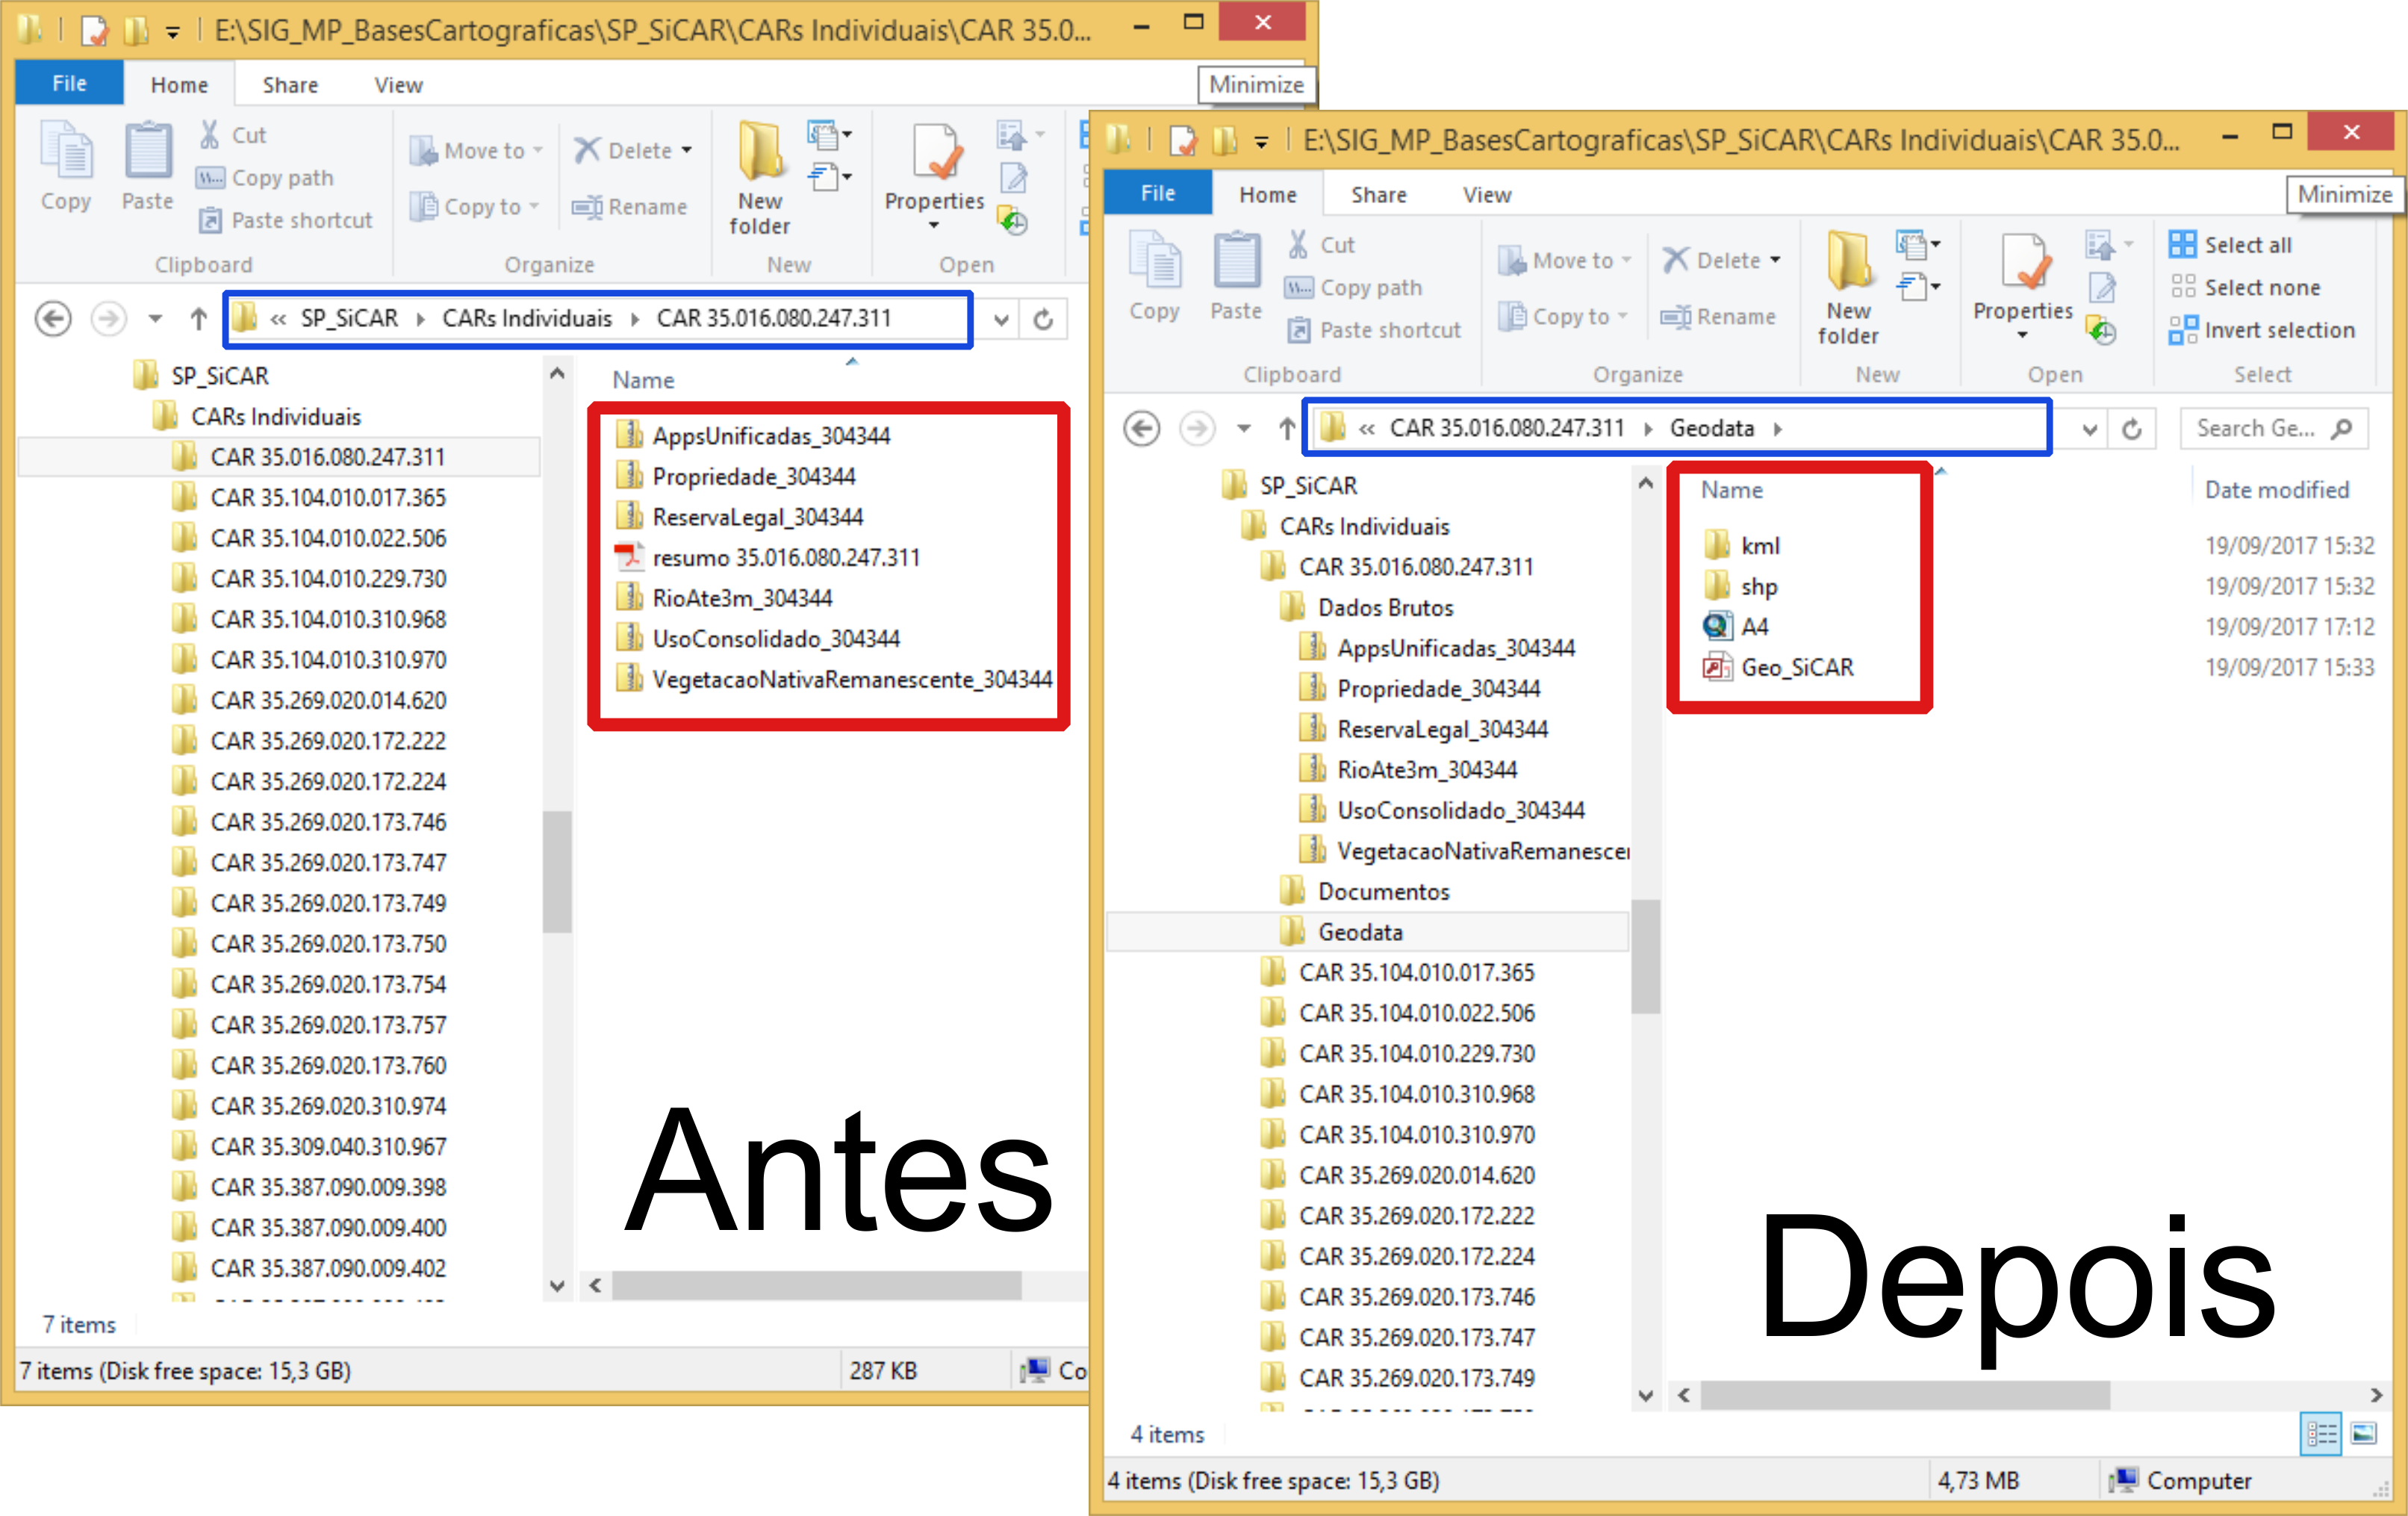 E:\SIG_MP_BasesCartograficas\SP_SiCAR\CARs Individuais\CAR 35.0...
File Home Share View
Minimize
Copy
Paste
Cut
Copy path
Paste shortcut
Clipboard
Move to
Copy to
Delete
Rename
Organize
New folder
New
Properties
Open
« SP_SiCAR CARs Individuais CAR 35.016.080.247.311
SP_SiCAR
CARs Individuais
CAR 35.016.080.247.311
CAR 35.104.010.017.365
CAR 35.104.010.022.506
CAR 35.104.010.229.730
CAR 35.104.010.310.968
CAR 35.104.010.310.970
CAR 35.269.020.014.620
CAR 35.269.020.172.222
CAR 35.269.020.172.224
CAR 35.269.020.173.746
CAR 35.269.020.173.747
CAR 35.269.020.173.749
CAR 35.269.020.173.750
CAR 35.269.020.173.754
CAR 35.269.020.173.757
CAR 35.269.020.173.760
CAR 35.269.020.310.974
CAR 35.309.040.310.967
CAR 35.387.090.009.398
CAR 35.387.090.009.400
CAR 35.387.090.009.402
Name
AppsUnificadas_304344
Propriedade_304344
ReservaLegal_304344
resumo 35.016.080.247.311
RioAte3m_304344
UsoConsolidado_304344
VegetacaoNativaRemanescente_304344
Antes
7 items
7 items (Disk free space: 15,3 GB) 287 KB Co
E:\SIG_MP_BasesCartograficas\SP_SiCAR\CARs Individuais\CAR 35.0...
File Home Share View
Minimize
Copy
Paste
Cut
Copy path
Paste shortcut
Clipboard
Move to
Copy to
Delete
Rename
Organize
New folder
New
Properties
Open
Select all
Select none
Invert selection
Select
« CAR 35.016.080.247.311 Geodata
Search Ge...
SP_SiCAR
CARs Individuais
CAR 35.016.080.247.311
Dados Brutos
AppsUnificadas_304344
Propriedade_304344
ReservaLegal_304344
RioAte3m_304344
UsoConsolidado_304344
VegetacaoNativaRemanescer
Documentos
Geodata
CAR 35.104.010.017.365
CAR 35.104.010.022.506
CAR 35.104.010.229.730
CAR 35.104.010.310.968
CAR 35.104.010.310.970
CAR 35.269.020.014.620
CAR 35.269.020.172.222
CAR 35.269.020.172.224
CAR 35.269.020.173.746
CAR 35.269.020.173.747
CAR 35.269.020.173.749
Name Date modified
kml 19/09/2017 15:32
shp 19/09/2017 15:32
A4 19/09/2017 17:12
Geo_SiCAR 19/09/2017 15:33
Depois
4 items
4 items (Disk free space: 15,3 GB) 4,73 MB Computer